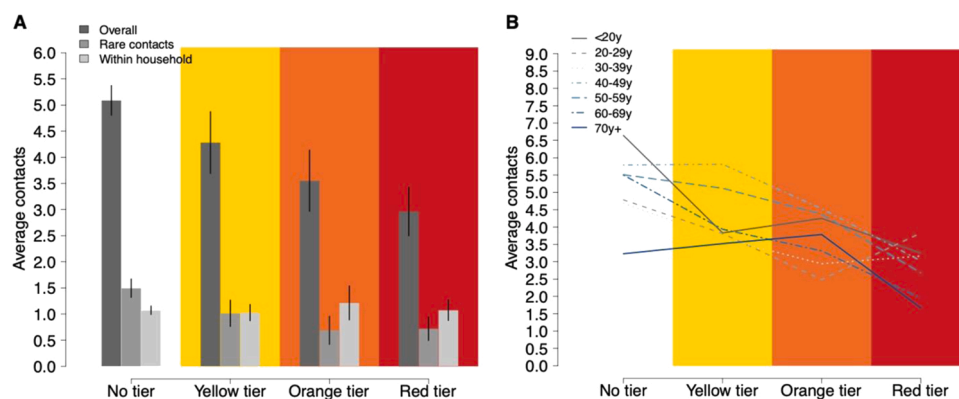 A
Overall
Rare contacts
Within household
6.0
5.5
5.0
4.5
4.0
3.5
3.0
2.5
2.0
1.5
1.0
0.5
0.0
Average contacts
No tier
Yellow tier
Orange tier
Red tier
B
<20y
20-29y
30-39y
40-49y
50-59y
60-69y
70y+
9.0
8.5
8.0
7.5
7.0
6.5
6.0
5.5
5.0
4.5
4.0
3.5
3.0
2.5
2.0
1.5
1.0
0.5
0.0
Average contacts
No tier
Yellow tier
Orange tier
Red tier